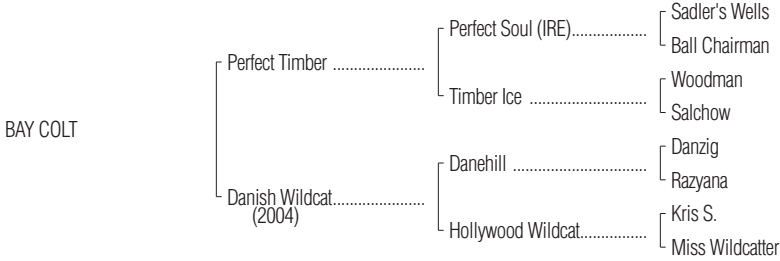 Sadler's Wells
Perfect Soul (IRE)..................
Ball Chairman
Perfect Timber ......................
Woodman
Timber Ice ............................
Salchow
BAY COLT
Danzig
Danehill ................................
Razyana
Danish Wildcat......................
(2004)
Kris S.
Hollywood Wildcat................
Miss Wildcatter